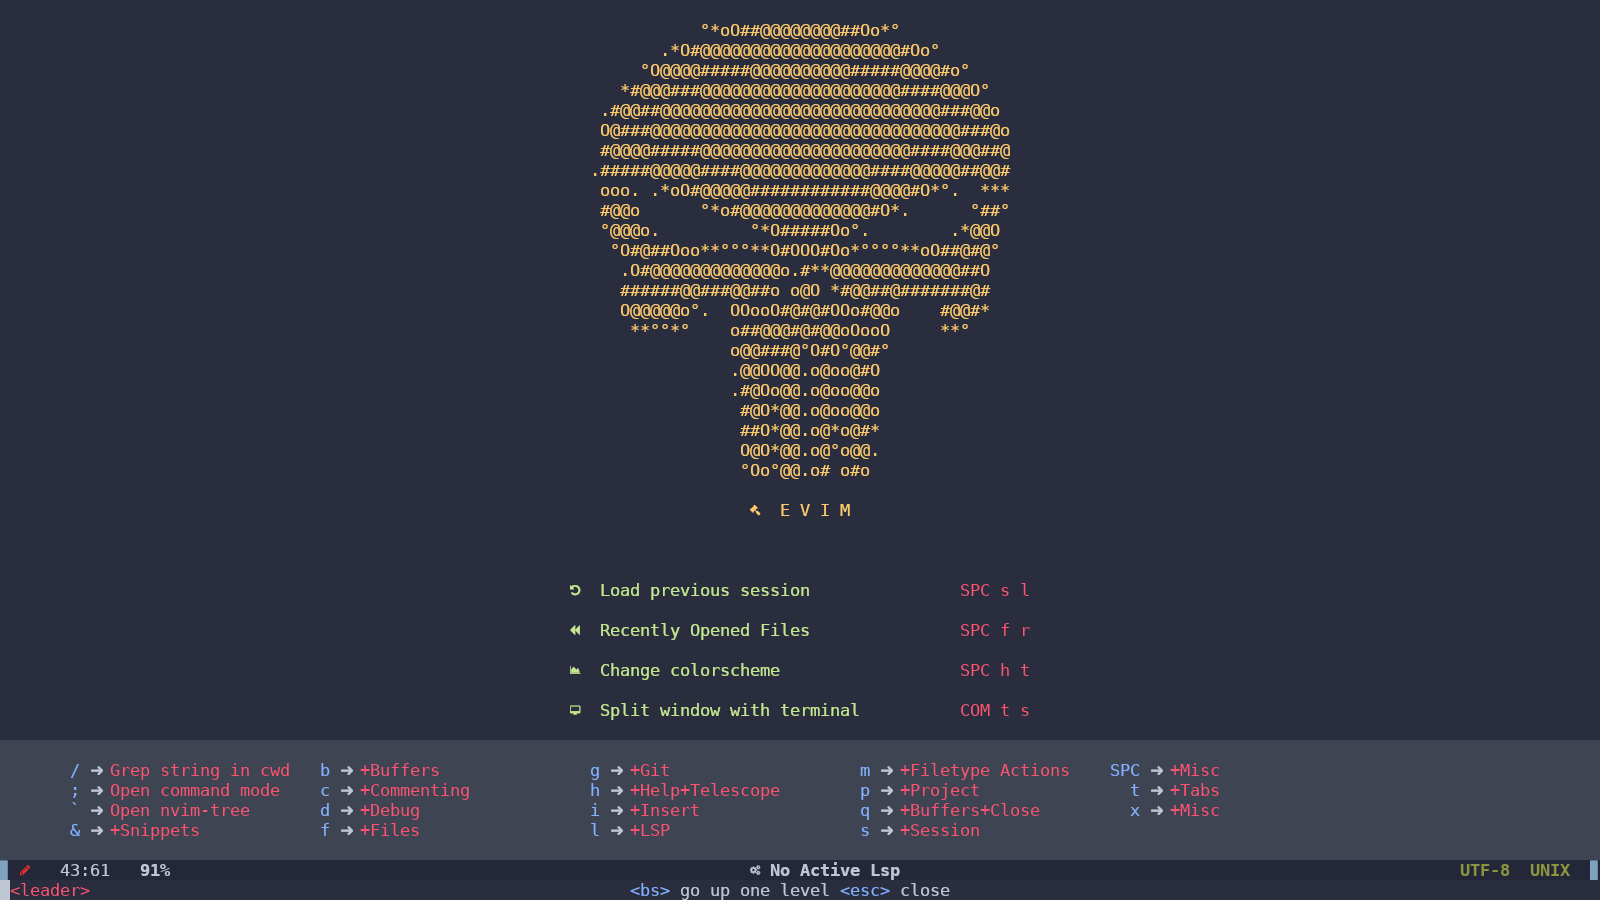 °*oO##@@@@@@@@##Oo*°
.*O#@@@@@@@@@@@@@@@@@@@@#Oo°
°O@@@@#####@@@@@@@@@@#####@@@@#o°
*#@@@###@@@@@@@@@@@@@@@@@@@@####@@@O°
.#@@##@@@@@@@@@@@@@@@@@@@@@@@@@@@@###@@o
O@###@@@@@@@@@@@@@@@@@@@@@@@@@@@@@@@###@o
#@@@@#####@@@@@@@@@@@@@@@@@@@@@####@@@##@
.#####@@@@@####@@@@@@@@@@@@@####@@@@@##@@#
ooo. .*oO#@@@@@############@@@@#O*°.  ***
#@@o      °*o#@@@@@@@@@@@@@#O*.      °##°
°@@@o.         °*O#####Oo°.        .*@@O
°O#@##Ooo**°°°**O#OOO#Oo*°°°°**oO##@#@°
.O#@@@@@@@@@@@@@o.#**@@@@@@@@@@@@@##O
######@@###@@##o o@O *#@@##@#######@#
O@@@@@o°.  OOooO#@#@#OOo#@@o    #@@#*
**°°*°    o##@@@#@#@@oOooO     **°
o@@###@°O#O°@@#°
.@@OO@@.o@oo@#O
.#@Oo@@.o@oo@@o
#@O*@@.o@oo@@o
##O*@@.o@*o@#*
O@O*@@.o@°o@@.
°Oo°@@.o# o#o
E V I M
Load previous session SPC s l
Recently Opened Files SPC f r
Change colorscheme SPC h t
Split window with terminal COM t s
/ ➜ Grep string in cwd b ➜ +Buffers g ➜ +Git m ➜ +Filetype Actions SPC ➜ +Misc
; ➜ Open command mode c ➜ +Commenting h ➜ +Help+Telescope p ➜ +Project t ➜ +Tabs
` ➜ Open nvim-tree d ➜ +Debug i ➜ +Insert q ➜ +Buffers+Close x ➜ +Misc
& ➜ +Snippets f ➜ +Files l ➜ +LSP s ➜ +Session
43:61 91% No Active Lsp UTF-8 UNIX
<leader> <bs> go up one level <esc> close